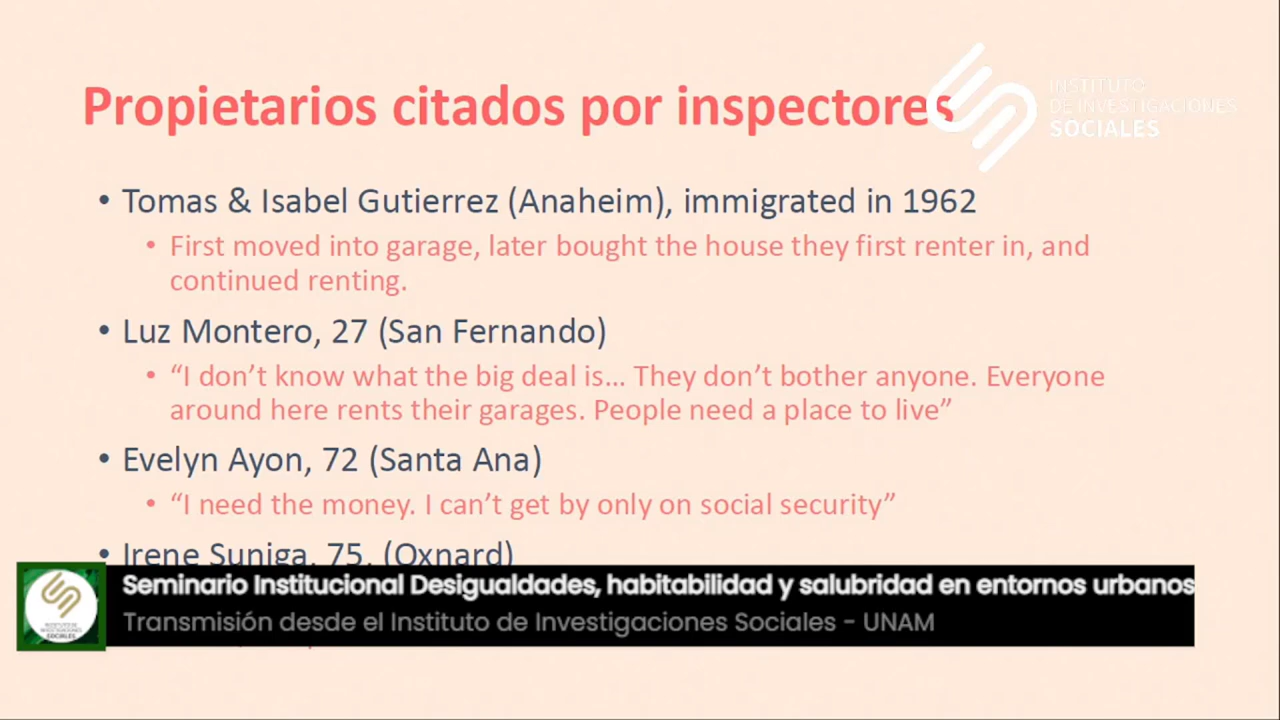 Propietarios citados por inspectores
INSTITUTO
DE INVESTIGACIONES
SOCIALES
• Tomas & Isabel Gutierrez (Anaheim), immigrated in 1962
• First moved into garage, later bought the house they first renter in, and
continued renting.
• Luz Montero, 27 (San Fernando)
• “I don’t know what the big deal is... They don’t bother anyone. Everyone
around here rents their garages. People need a place to live”
• Evelyn Ayon, 72 (Santa Ana)
• “I need the money. I can’t get by only on social security”
• Irene Suniga, 75, (Oxnard)
Seminario Institucional Desigualdades, habitabilidad y salubridad en entornos urbanos
Transmisión desde el Instituto de Investigaciones Sociales - UNAM
INSTITUTO DE
INVESTIGACIONES
SOCIALES